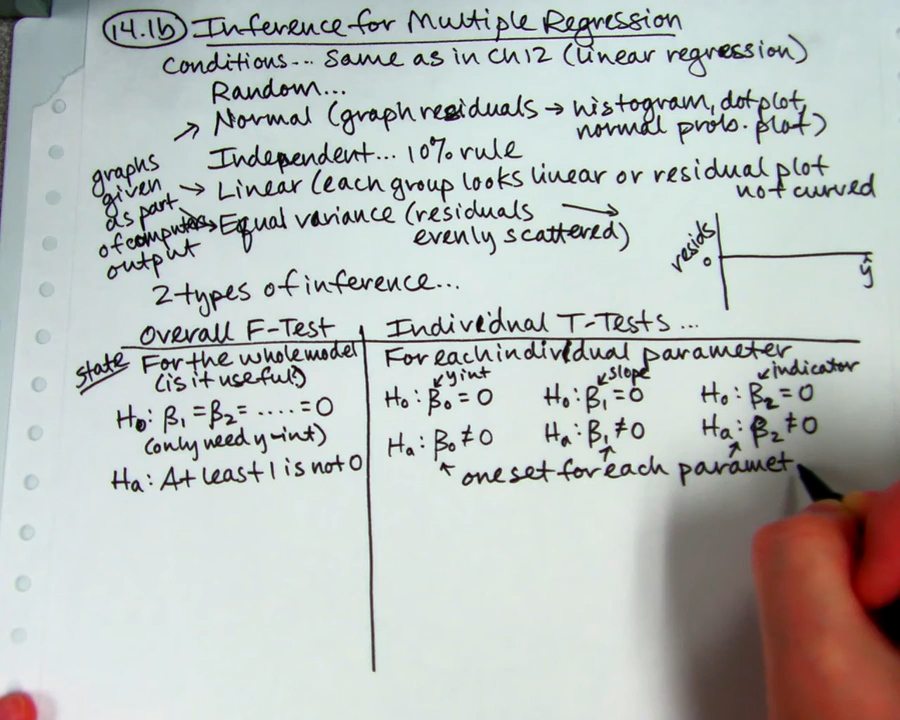 14.1b Inference for Multiple Regression
Conditions... Same as in Ch 12 (linear regression)
Random...
Normal (graph residuals → histogram, dotplot,
normal prob. plot)
Independent... 10% rule
Linear (each group looks linear or residual plot
not curved
Equal variance (residuals
evenly scattered)
graphs
given
as part
of computer
output
resids
0
ŷ
2 types of inference...
Overall F-Test
State
For the whole model
(is it useful?)
H₀: β₁ = β₂ = ..... = 0
(only need y-int)
Hₐ: At least 1 is not 0
Individual T-Tests ...
For each individual parameter
y int slope indicator
H₀: β₀ = 0 H₀: β₁ = 0 H₀: β₂ = 0
Hₐ: β₀ ≠ 0 Hₐ: β₁ ≠ 0 Hₐ: β₂ ≠ 0
one set for each paramet